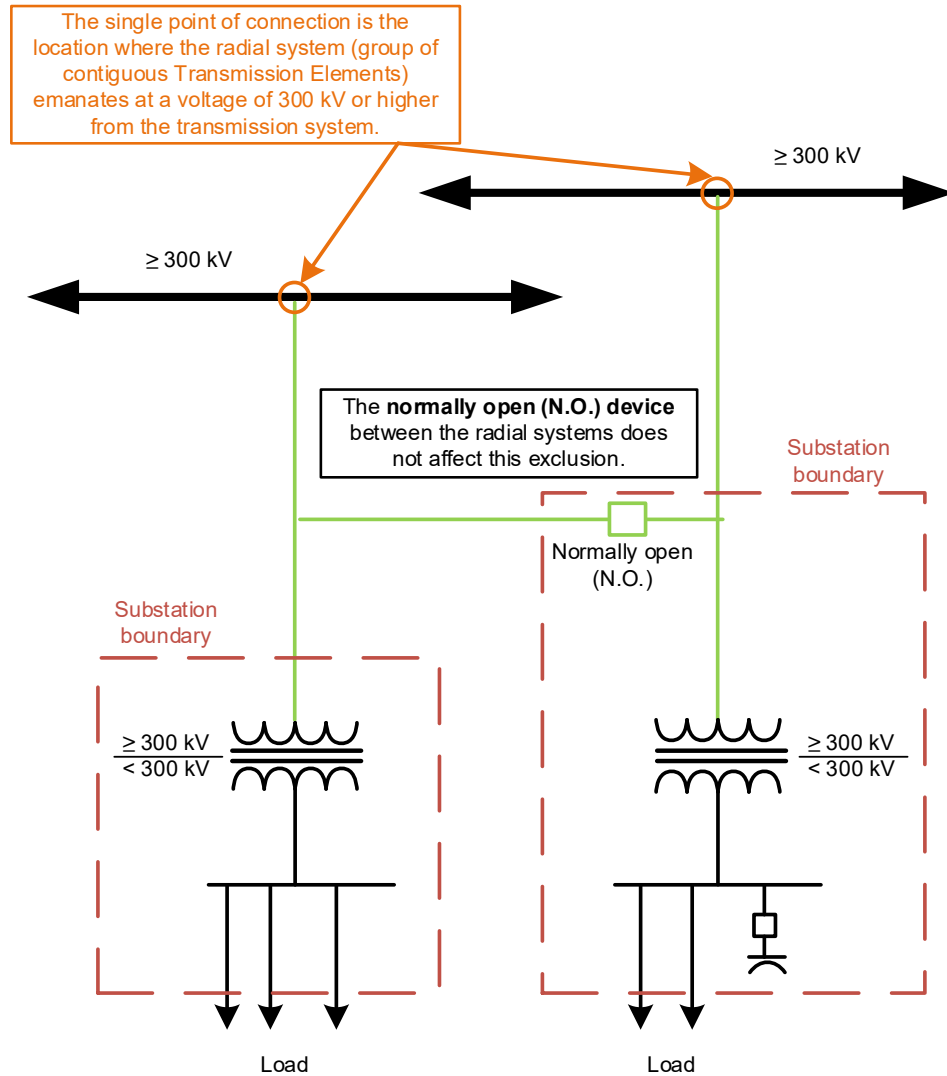 The single point of connection is the
location where the radial system (group of
contiguous Transmission Elements)
emanates at a voltage of 300 kV or higher
from the transmission system.
≥ 300 kV
≥ 300 kV
The normally open (N.O.) device
between the radial systems does
not affect this exclusion.
Substation
boundary
Normally open
(N.O.)
Substation
boundary
≥ 300 kV
< 300 kV
≥ 300 kV
< 300 kV
Load
Load